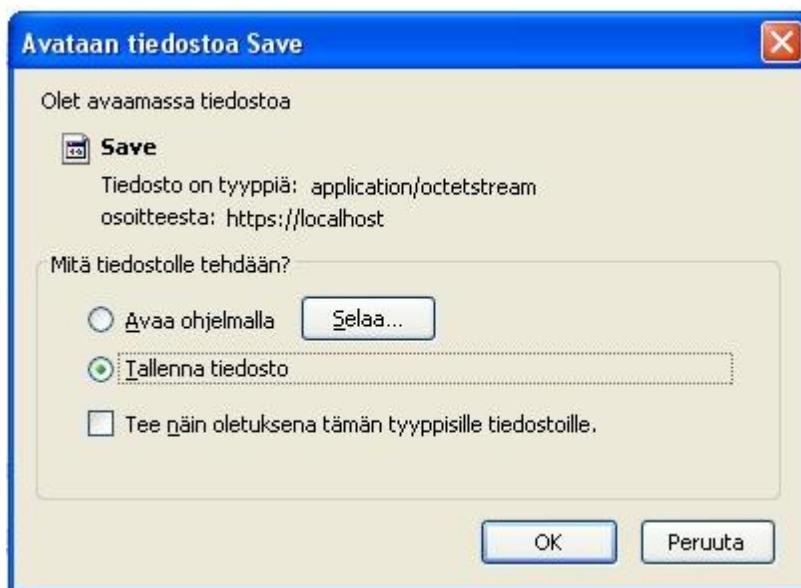 Avataan tiedostoa Save
Olet avaamassa tiedostoa
Save
Tiedosto on tyyppiä: application/octetstream
osoitteesta: https://localhost
Mitä tiedostolle tehdään?
Avaa ohjelmalla Selaa...
Tallenna tiedosto
Tee näin oletuksena tämän tyyppisille tiedostoille.
OK Peruuta